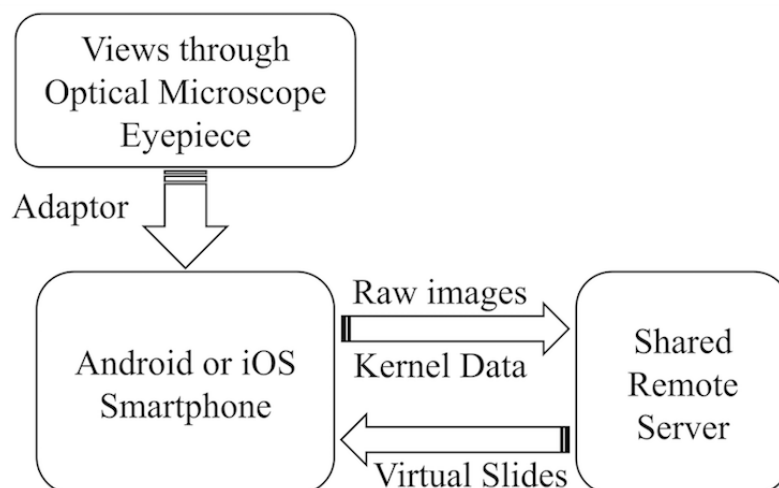 Views through
Optical Microscope
Eyepiece
Adaptor
Android or iOS
Smartphone
Raw images
Kernel Data
Virtual Slides
Shared
Remote
Server